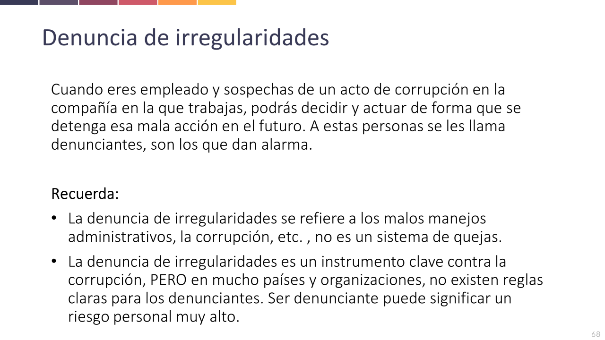 Denuncia de irregularidades
Cuando eres empleado y sospechas de un acto de corrupción en la
compañía en la que trabajas, podrás decidir y actuar de forma que se
detenga esa mala acción en el futuro. A estas personas se les llama
denunciantes, son los que dan alarma.
Recuerda:
• La denuncia de irregularidades se refiere a los malos manejos
administrativos, la corrupción, etc. , no es un sistema de quejas.
• La denuncia de irregularidades es un instrumento clave contra la
corrupción, PERO en mucho países y organizaciones, no existen reglas
claras para los denunciantes. Ser denunciante puede significar un
riesgo personal muy alto.
68